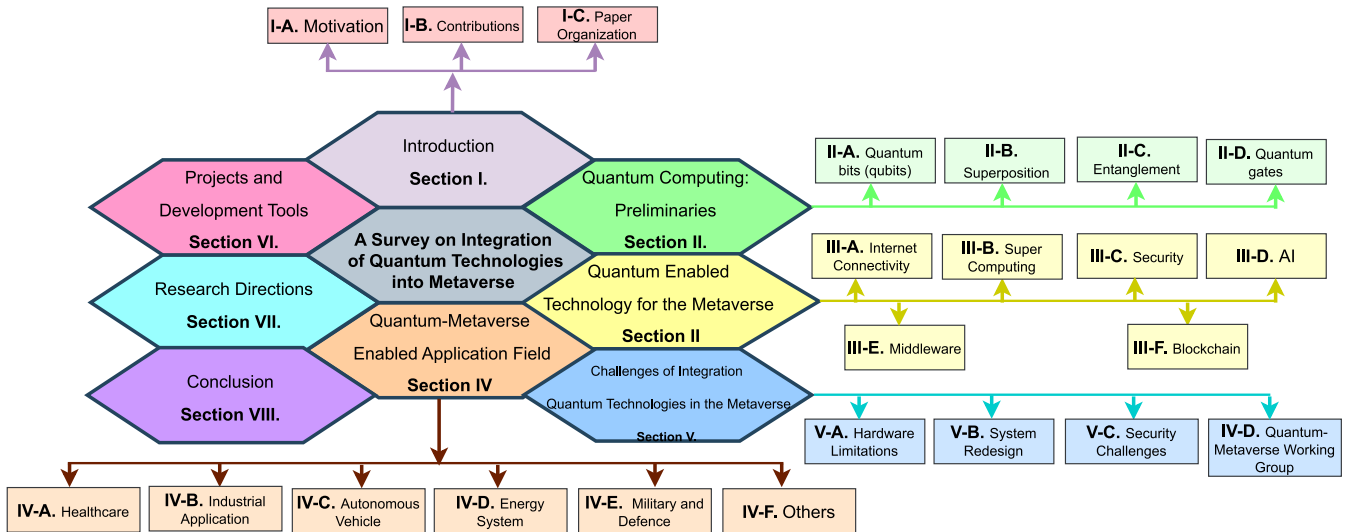 I-A. Motivation
I-B. Contributions
I-C. Paper
Organization
Introduction
Section I.
Projects and
Development Tools
Section VI.
Quantum Computing:
Preliminaries
Section II.
A Survey on Integration
of Quantum Technologies
into Metaverse
Research Directions
Section VII.
Quantum Enabled
Technology for the Metaverse
Section II
Quantum-Metaverse
Enabled Application Field
Section IV
Conclusion
Section VIII.
Challenges of Integration
Quantum Technologies in the Metaverse
Section V.
II-A. Quantum
bits (qubits)
II-B.
Superposition
II-C.
Entanglement
II-D. Quantum
gates
III-A. Internet
Connectivity
III-B. Super
Computing
III-C. Security
III-D. AI
III-E. Middleware
III-F. Blockchain
V-A. Hardware
Limitations
V-B. System
Redesign
V-C. Security
Challenges
IV-D. Quantum-
Metaverse Working
Group
IV-A. Healthcare
IV-B. Industrial
Application
IV-C. Autonomous
Vehicle
IV-D. Energy
System
IV-E. Military and
Defence
IV-F. Others